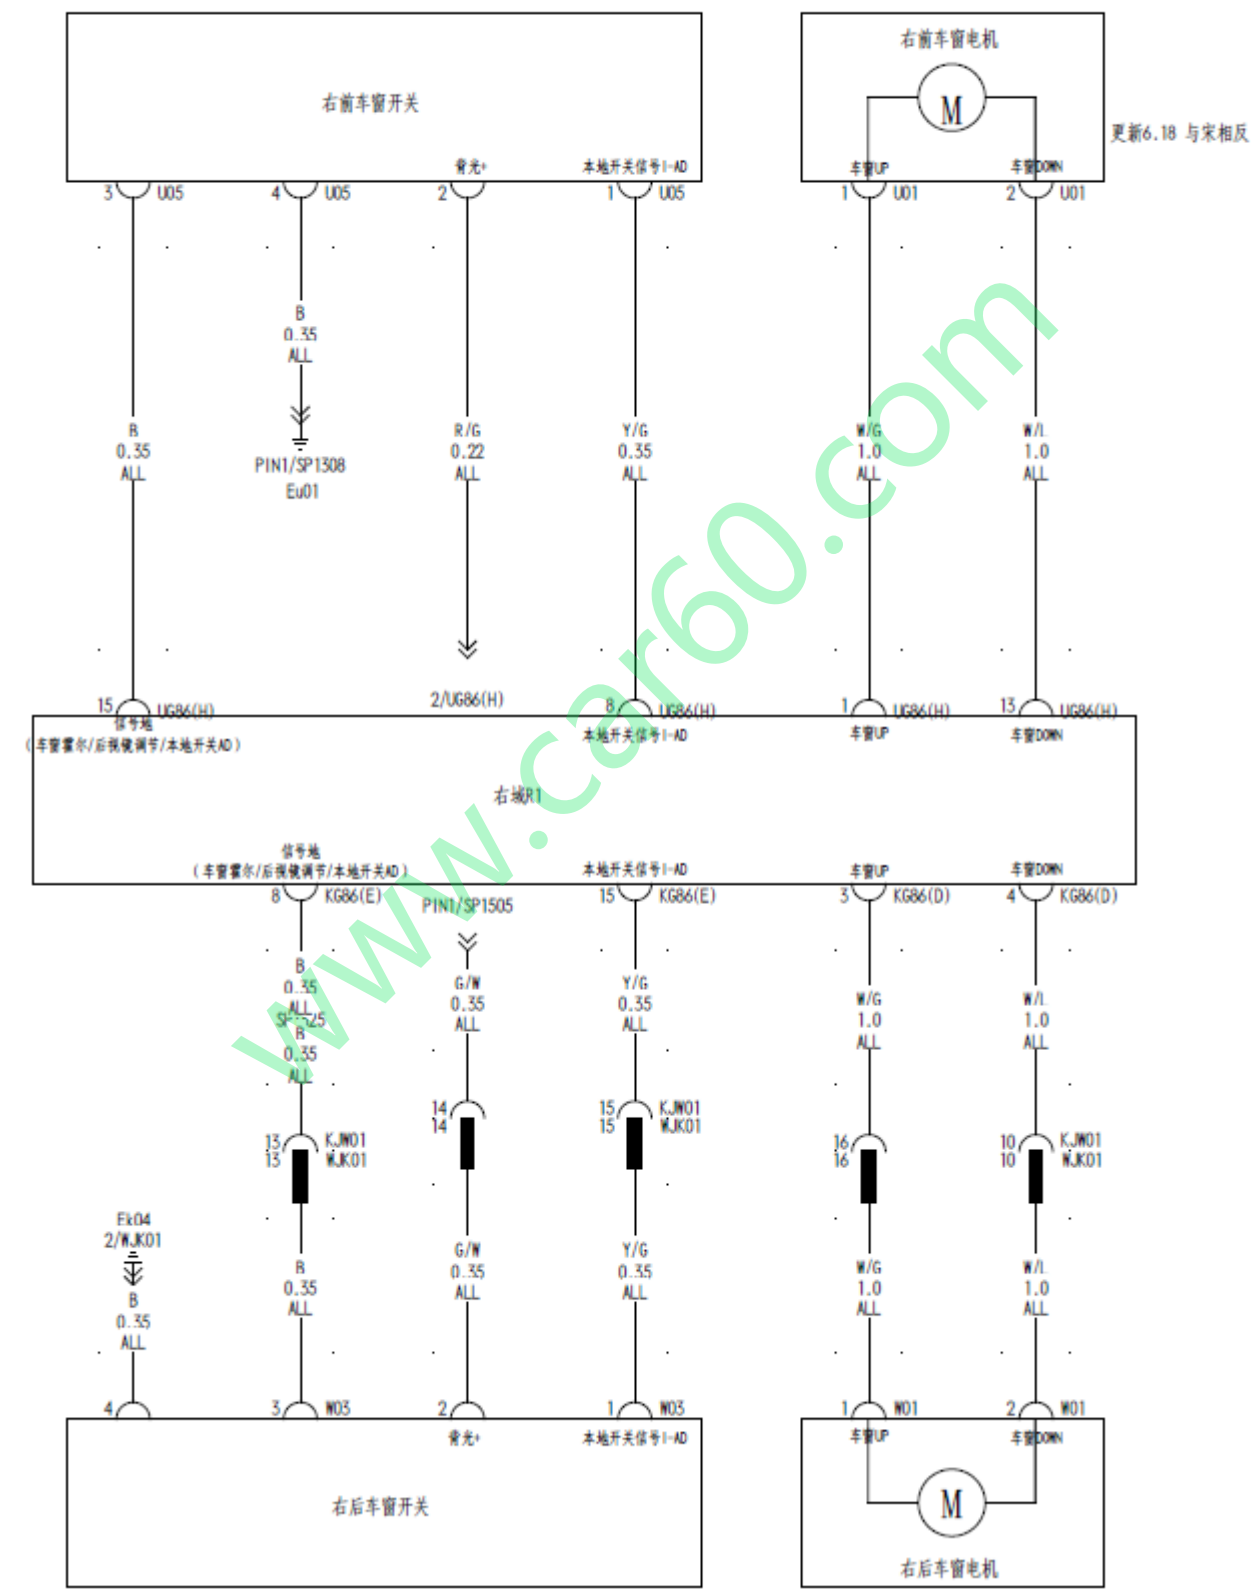 右前车窗电机
M
右前车窗开关
更新6.18 与宋相反
背光+
本地开关信号I-AD
车窗UP
车窗DOWN
3 U05
4 U05
2
1 U05
1 U01
2 U01
B
0.35
ALL
B
0.35
ALL
PIN1/SP1308
Eu01
R/G
0.22
ALL
Y/G
0.35
ALL
W/G
1.0
ALL
W/L
1.0
ALL
15 UG86(H)
2/UG86(H)
8 UG86(H)
1 UG86(H)
13 UG86(H)
信号地
(车窗霍尔/后视镜调节/本地开关AD)
本地开关信号I-AD
车窗UP
车窗DOWN
右域R1
信号地
(车窗霍尔/后视镜调节/本地开关AD)
本地开关信号I-AD
车窗UP
车窗DOWN
8 KG86(E)
PIN1/SP1505
15 KG86(E)
3 KG86(D)
4 KG86(D)
B
0.35
ALL
B
0.35
ALL
G/W
0.35
ALL
Y/G
0.35
ALL
W/G
1.0
ALL
W/L
1.0
ALL
13 KJW01
13 WJK01
14
14
15 KJW01
15 WJK01
16
16
10 KJW01
10 WJK01
Ek04
2/WJK01
B
0.35
ALL
B
0.35
ALL
G/W
0.35
ALL
Y/G
0.35
ALL
W/G
1.0
ALL
W/L
1.0
ALL
4
3 W03
2
1 W03
1 W01
2 W01
背光+
本地开关信号I-AD
车窗UP
车窗DOWN
右后车窗开关
M
右后车窗电机
www.car60.com